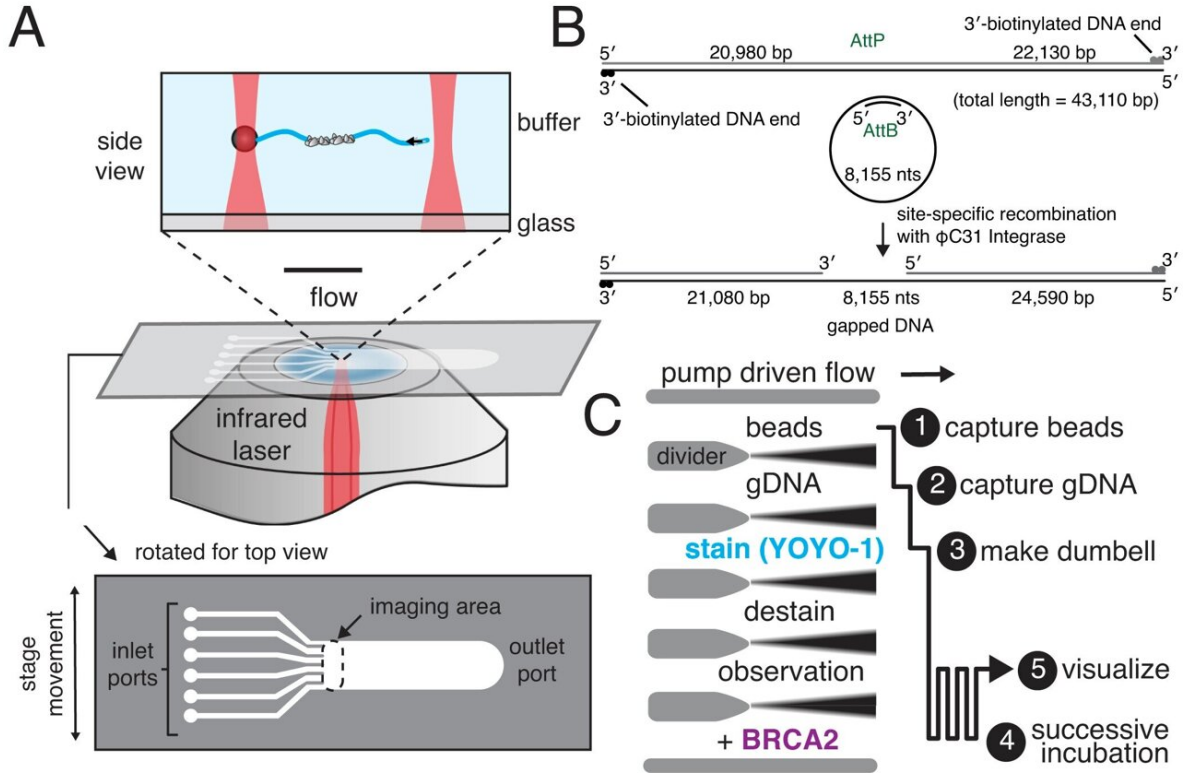 A
side
view
buffer
glass
flow
infrared
laser
rotated for top view
stage
movement
inlet
ports
imaging area
outlet
port
B
3′-biotinylated DNA end
5′ 20,980 bp AttP 22,130 bp 3′
3′ 5′
3′-biotinylated DNA end
(total length = 43,110 bp)
5′ 3′
AttB
8,155 nts
site-specific recombination
with φC31 Integrase
5′ 3′ 5′ 3′
3′ 21,080 bp 8,155 nts 24,590 bp 5′
gapped DNA
C
pump driven flow
beads
divider
gDNA
stain (YOYO-1)
destain
observation
+ BRCA2
1 capture beads
2 capture gDNA
3 make dumbell
5 visualize
4 successive
incubation